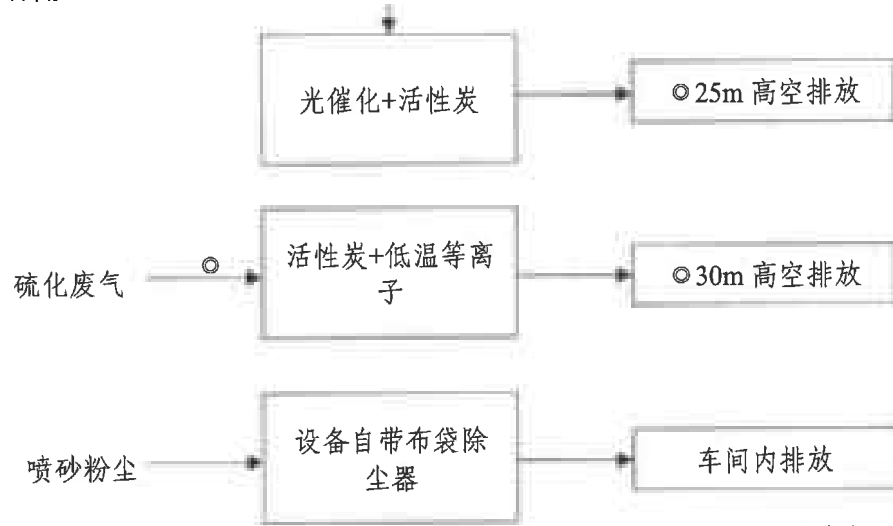 光催化+活性炭
◎25m 高空排放
硫化废气
◎
活性炭+低温等离
子
◎30m 高空排放
喷砂粉尘
设备自带布袋除
尘器
车间内排放